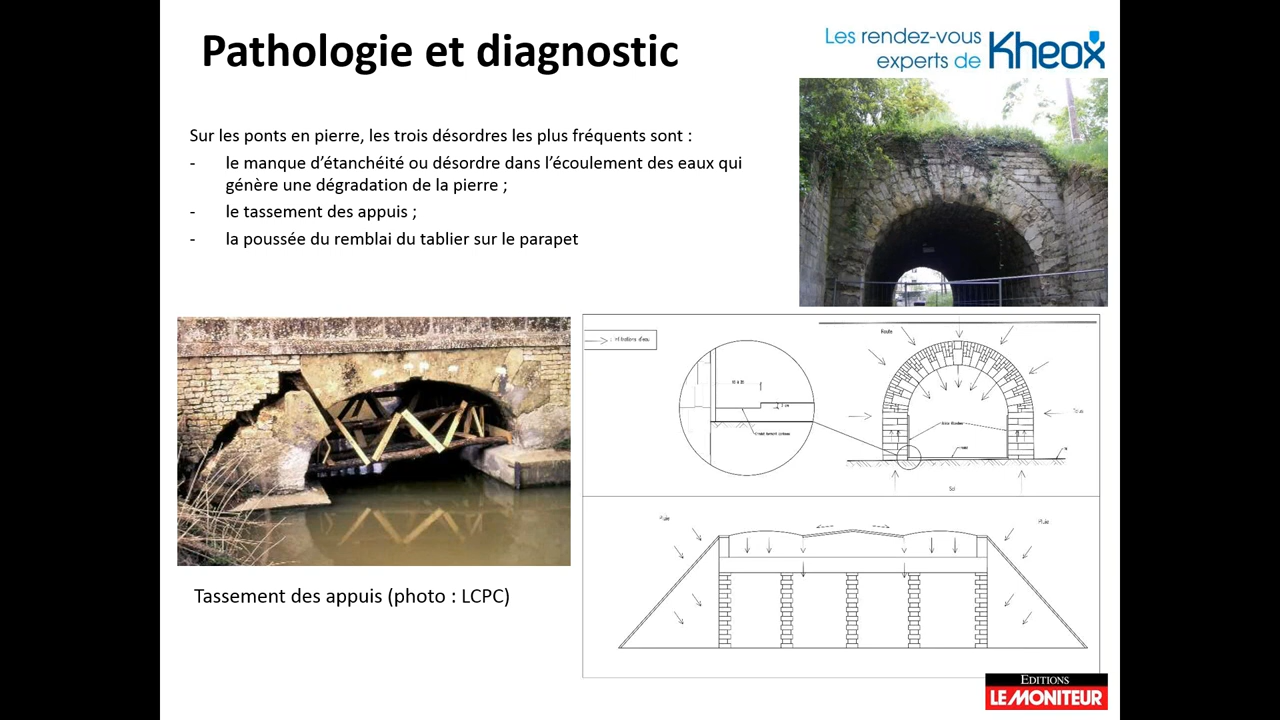 Pathologie et diagnostic
Les rendez-vous
experts de Kheox
Sur les ponts en pierre, les trois désordres les plus fréquents sont :
- le manque d’étanchéité ou désordre dans l’écoulement des eaux qui
génère une dégradation de la pierre ;
- le tassement des appuis ;
- la poussée du remblai du tablier sur le parapet
Route
Sol
Pluie
Pluie
Tassement des appuis (photo : LCPC)
EDITIONS
LE MONITEUR